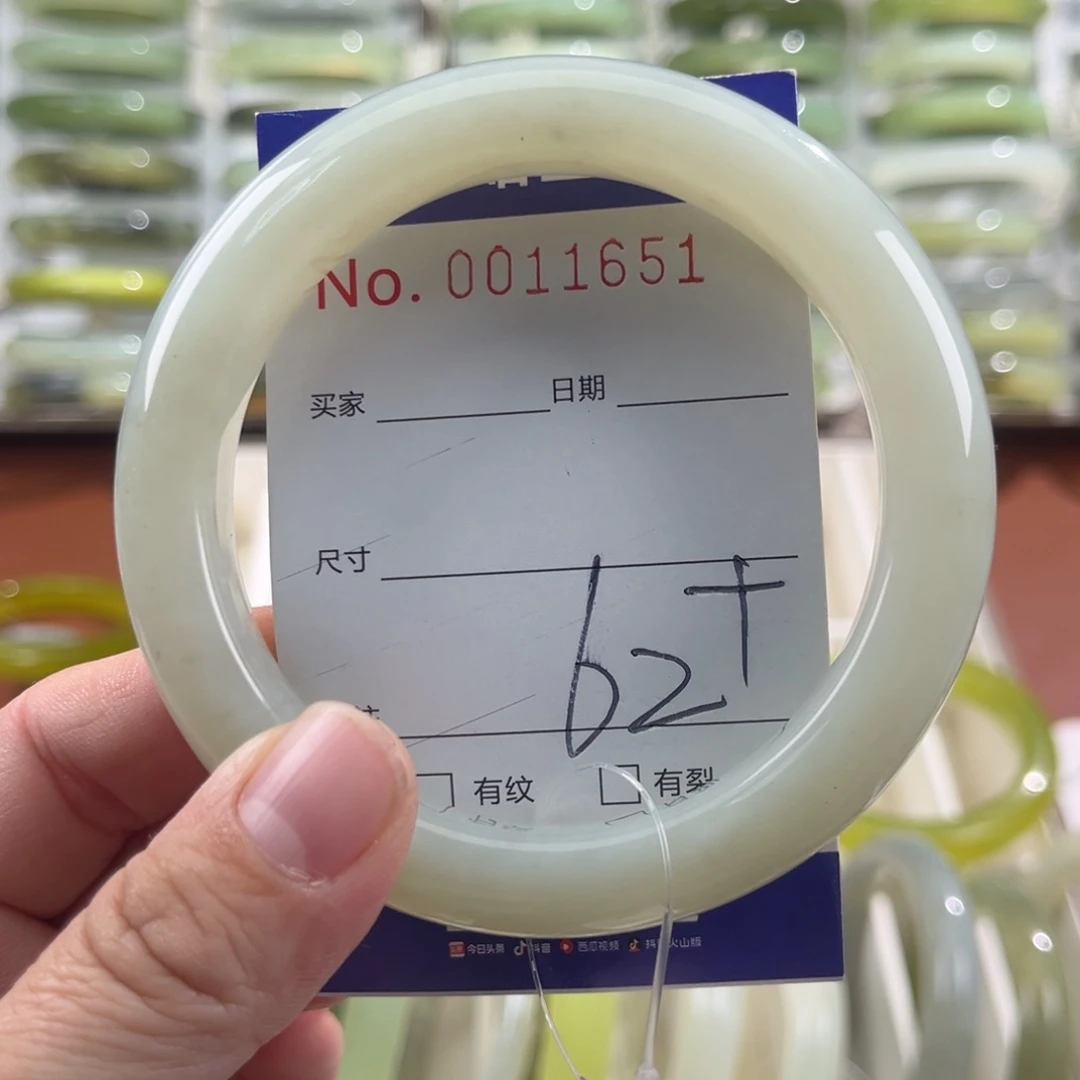 No. 0011651
买家 日期
尺寸
62+
有纹 有裂
今日头条 抖音 西瓜视频 抖 火山版